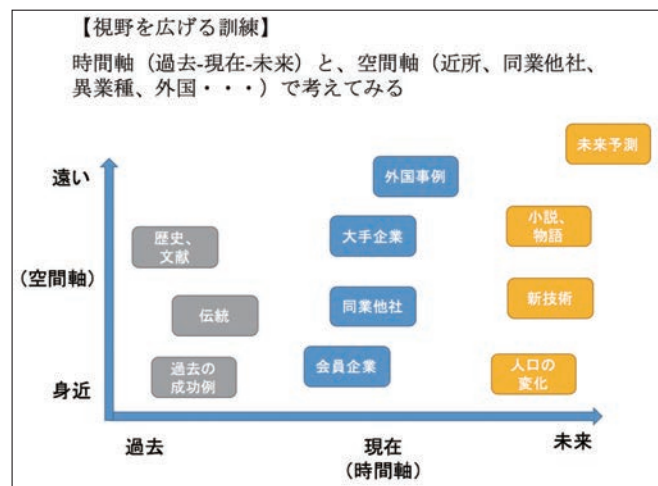 【視野を広げる訓練】
時間軸（過去-現在-未来）と、空間軸（近所、同業他社、
異業種、外国・・・）で考えてみる
未来予測
遠い
外国事例
小説、
物語
大手企業
歴史、
文献
(空間軸)
新技術
同業他社
伝統
会員企業
人口の
変化
過去の
成功例
身近
過去
現在
未来
(時間軸)